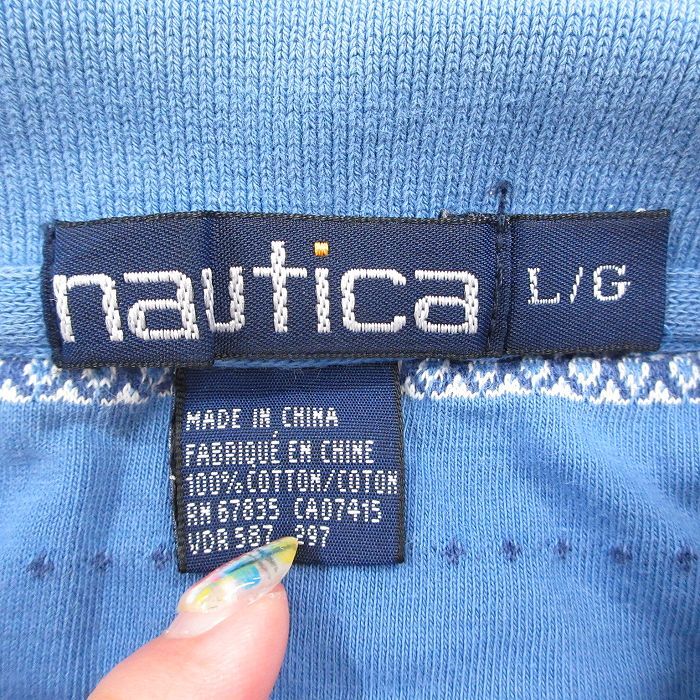 nautica L/G
MADE IN CHINA
FABRIQUÉ EN CHINE
100% COTTON/COTON
RN 67835 CA07415
VDR 587 297